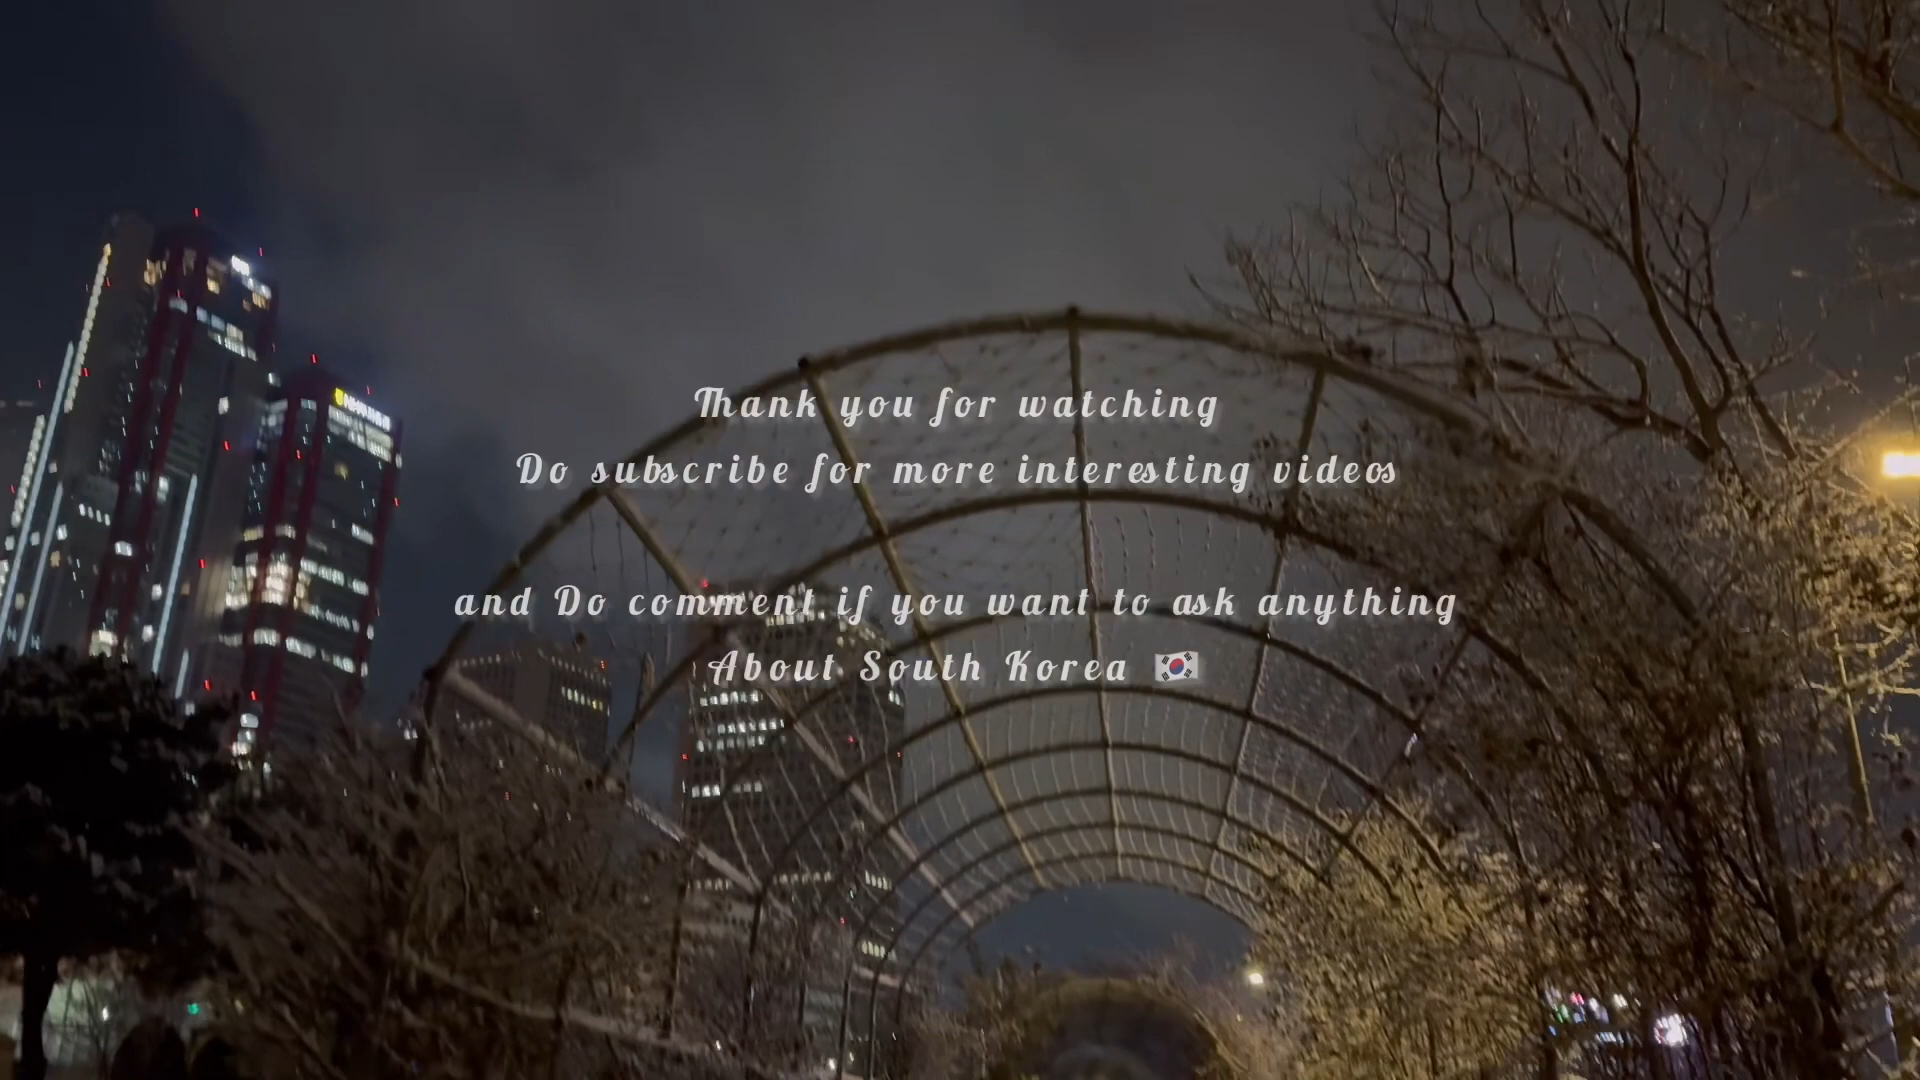 Thank you for watching
Do subscribe for more interesting videos
and Do comment if you want to ask anything
About South Korea 🇰🇷